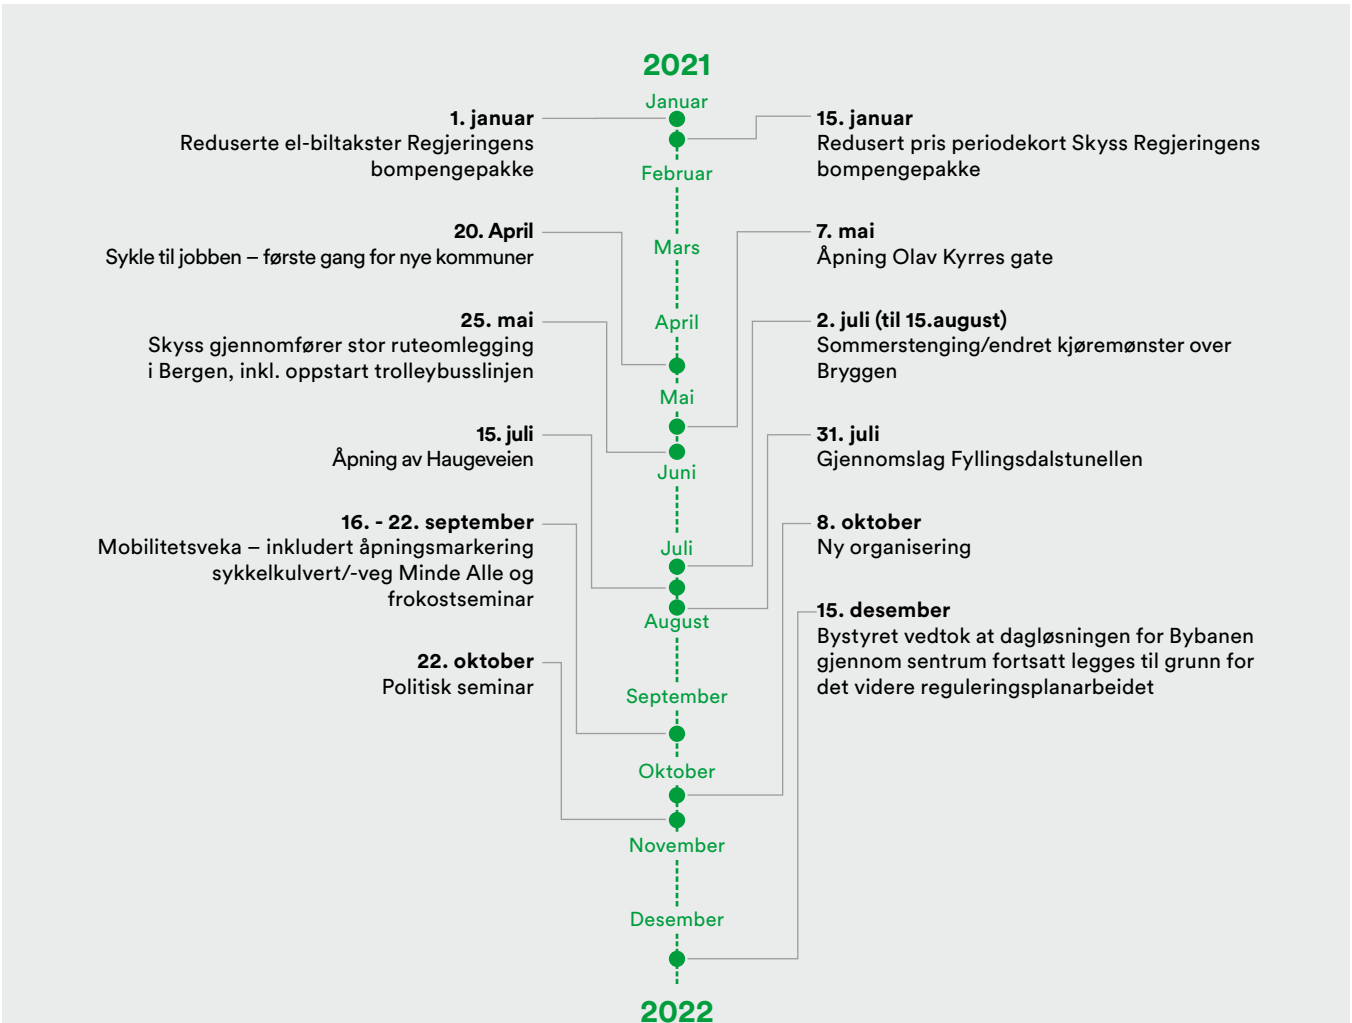 2021
Januar
1. januar
Reduserte el-biltakster Regjeringens
bompengepakke
15. januar
Redusert pris periodekort Skyss Regjeringens
bompengepakke
Februar
20. April
Sykle til jobben – første gang for nye kommuner
Mars
7. mai
Åpning Olav Kyrres gate
25. mai
Skyss gjennomfører stor ruteomlegging
i Bergen, inkl. oppstart trolleybusslinjen
April
2. juli (til 15.august)
Sommerstenging/endret kjøremønster over
Bryggen
Mai
15. juli
Åpning av Haugeveien
31. juli
Gjennomslag Fyllingsdalstunellen
Juni
16. - 22. september
Mobilitetsveka – inkludert åpningsmarkering
sykkelkulvert/-veg Minde Alle og
frokostseminar
Juli
8. oktober
Ny organisering
August
15. desember
Bystyret vedtok at dagløsningen for Bybanen
gjennom sentrum fortsatt legges til grunn for
det videre reguleringsplanarbeidet
22. oktober
Politisk seminar
September
Oktober
November
Desember
2022